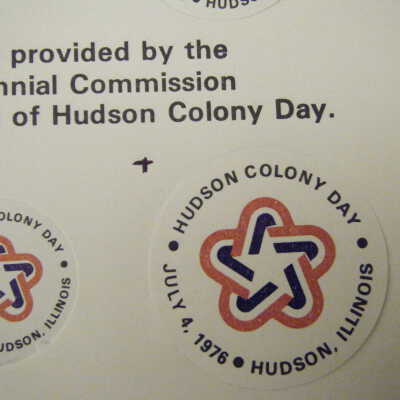 HUDSON
provided by the
nnial Commission
of Hudson Colony Day.
OLONY DAY •
UDSON, ILLINOIS
• HUDSON COLONY DAY •
JULY 4, 1976 • HUDSON, ILLINOIS